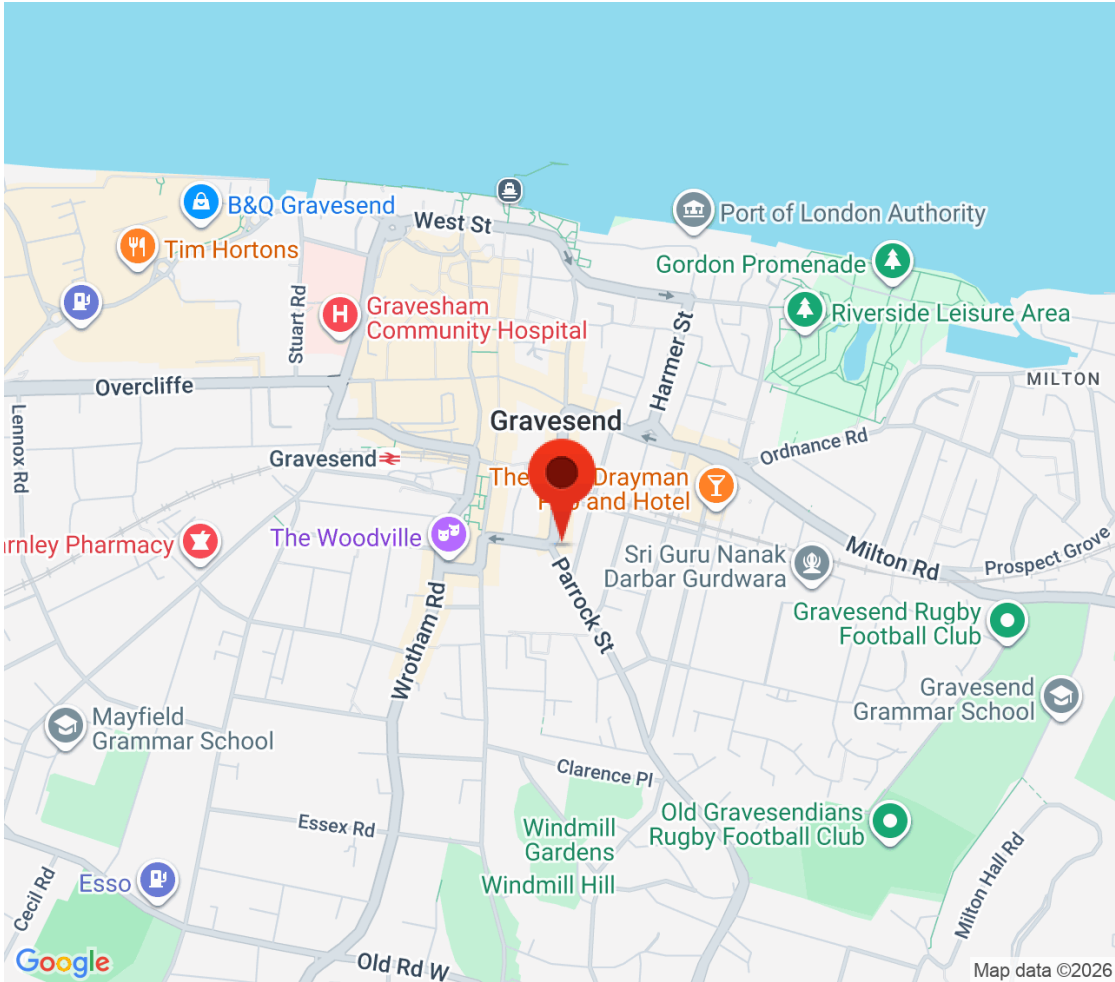 B&Q Gravesend
West St
Port of London Authority
Tim Hortons
Gordon Promenade
Gravesham
Community Hospital
Riverside Leisure Area
Stuart Rd
Harmer St
MILTON
Overcliffe
Lennox Rd
Gravesend
Ordnance Rd
Gravesend
The Drayman
and Hotel
The Woodville
Pharmacy
Sri Guru Nanak
Darbar Gurdwara
Milton Rd
Prospect Grove
Parrock St
Gravesend Rugby
Football Club
Wrotham Rd
Gravesend
Grammar School
Mayfield
Grammar School
Clarence Pl
Essex Rd
Old Gravesendians
Rugby Football Club
Windmill
Gardens
Windmill Hill
Milton Hall Rd
Esso
Cecil Rd
Old Rd W
Google
Map data ©2026